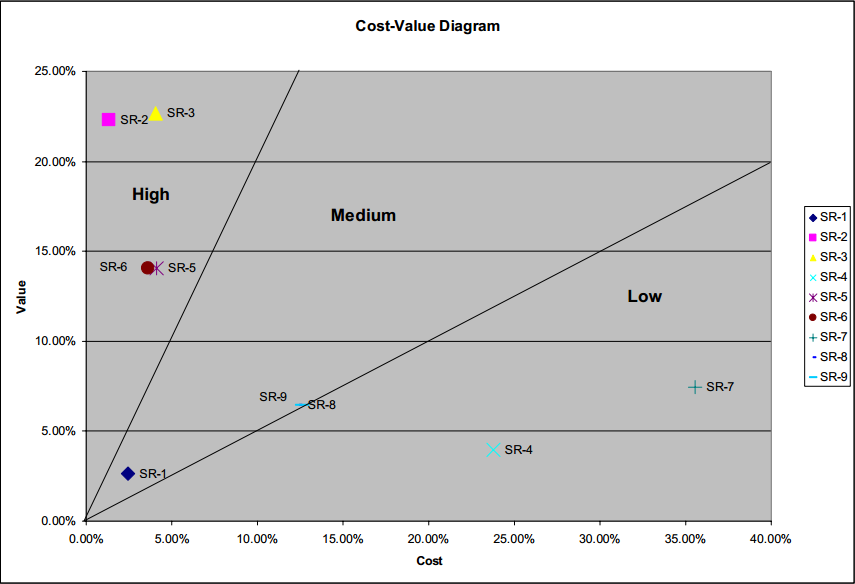 Cost-Value Diagram
25.00%
SR-2
SR-3
20.00%
High
Medium
15.00%
SR-6
SR-5
Low
10.00%
SR-9
SR-8
SR-7
5.00%
SR-4
SR-1
0.00%
0.00% 5.00% 10.00% 15.00% 20.00% 25.00% 30.00% 35.00% 40.00%
Cost
Value
SR-1
SR-2
SR-3
SR-4
SR-5
SR-6
SR-7
SR-8
SR-9